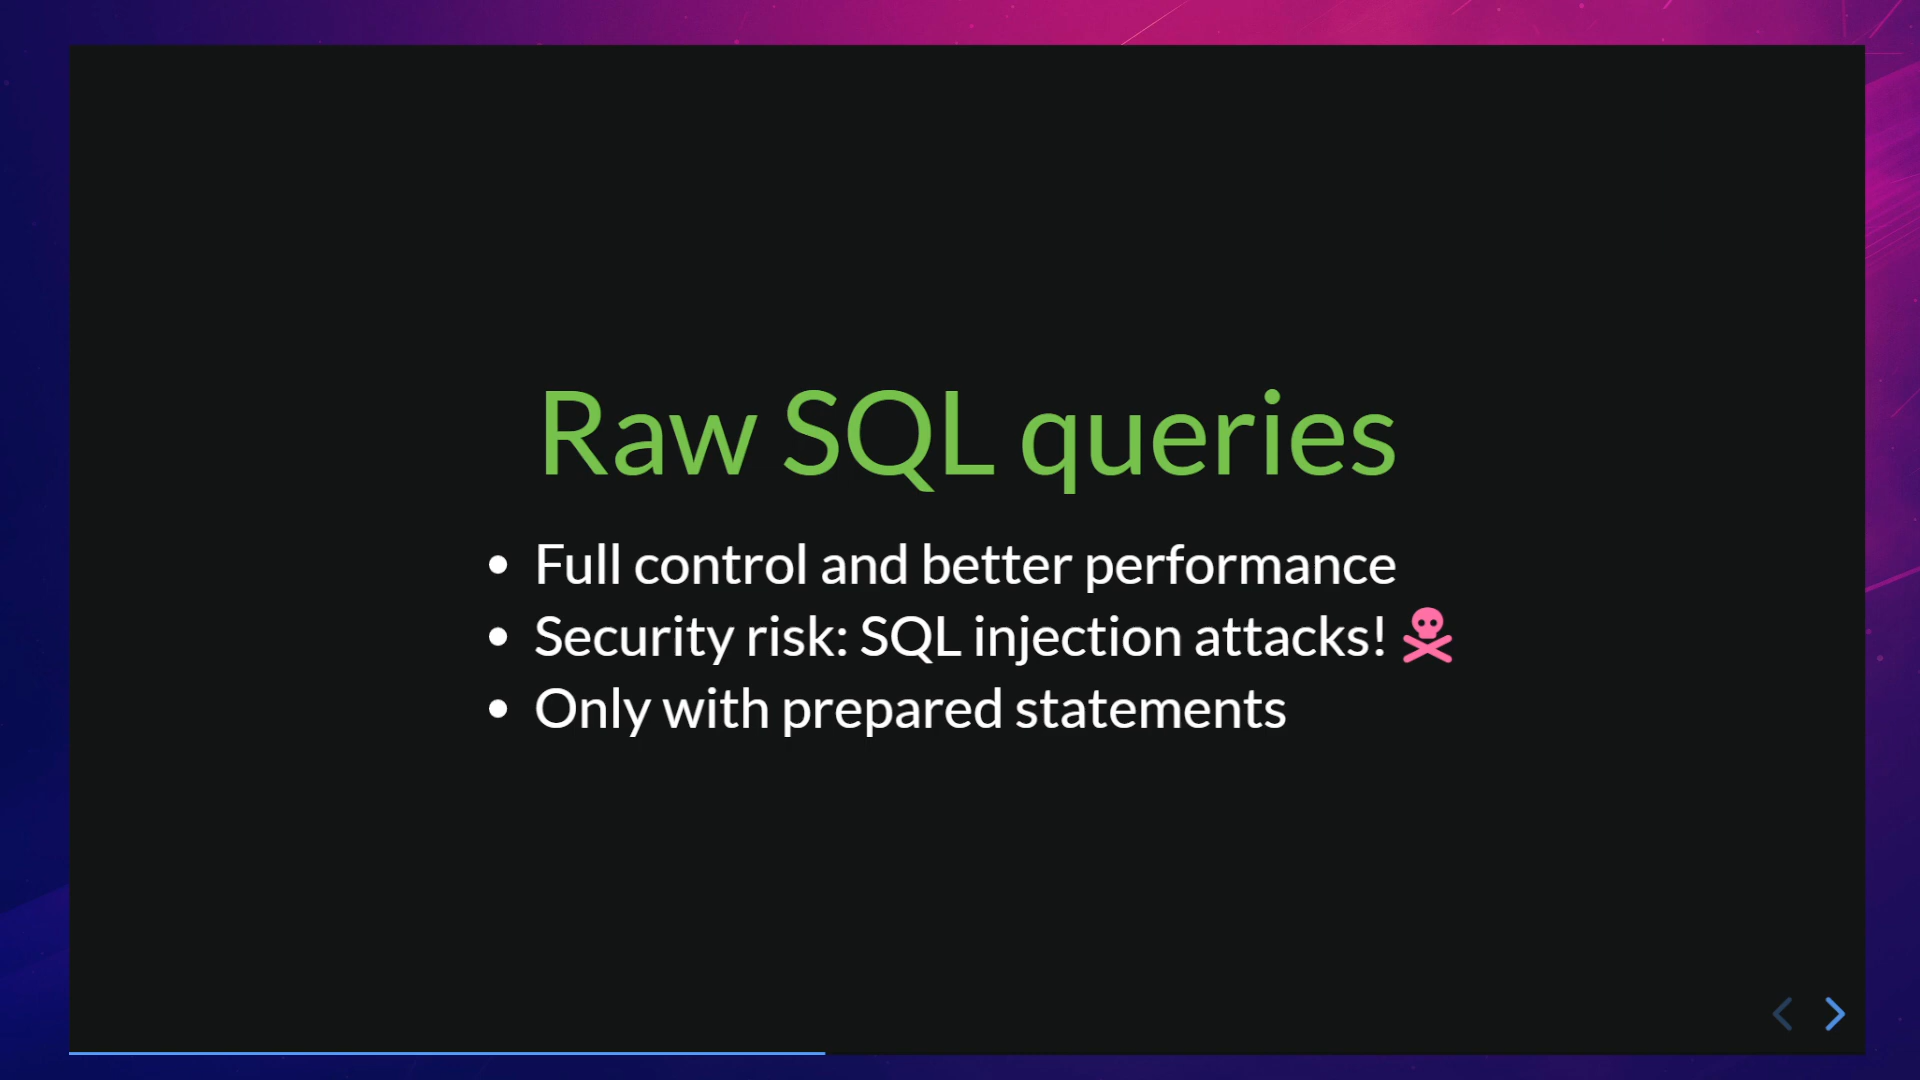 Raw SQL queries
• Full control and better performance
• Security risk: SQL injection attacks! ☠
• Only with prepared statements